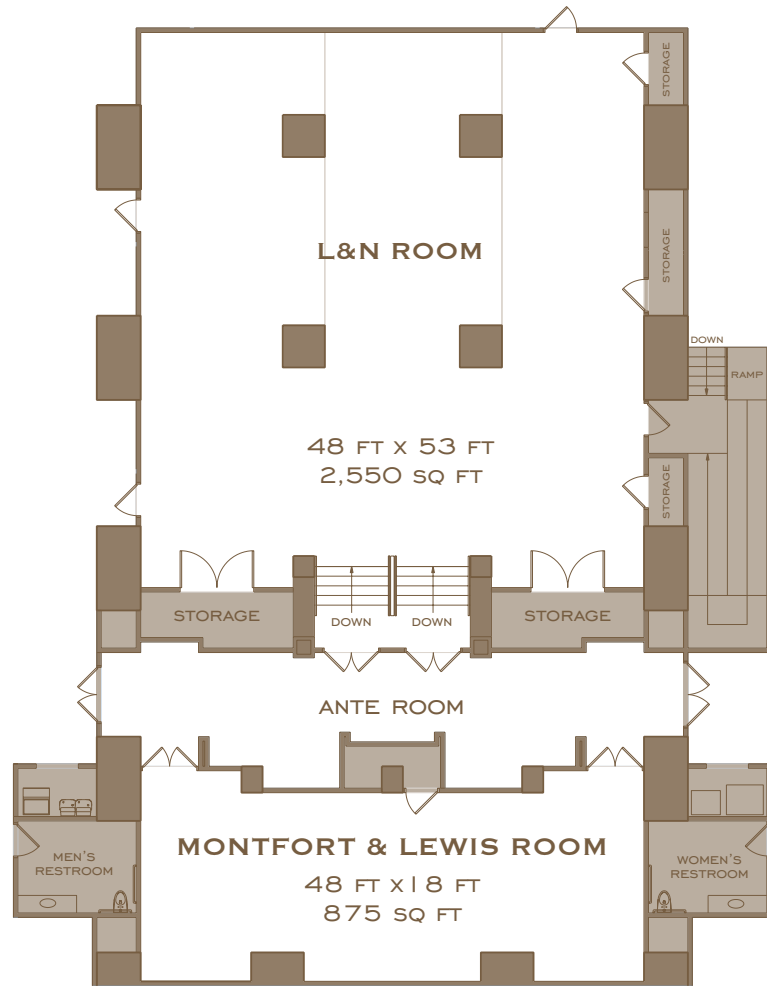 STORAGE
L&N ROOM
STORAGE
DOWN
RAMP
48 FT X 53 FT
2,550 SQ FT
STORAGE
STORAGE
DOWN
DOWN
STORAGE
ANTE ROOM
MONTFORT & LEWIS ROOM
48 FT X18 FT
875 SQ FT
MEN'S
RESTROOM
WOMEN'S
RESTROOM